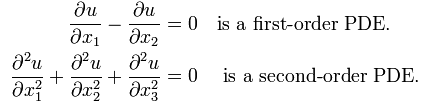 ∂u/∂x₁ − ∂u/∂x₂ = 0 is a first-order PDE.
∂²u/∂x₁² + ∂²u/∂x₂² + ∂²u/∂x₃² = 0 is a second-order PDE.